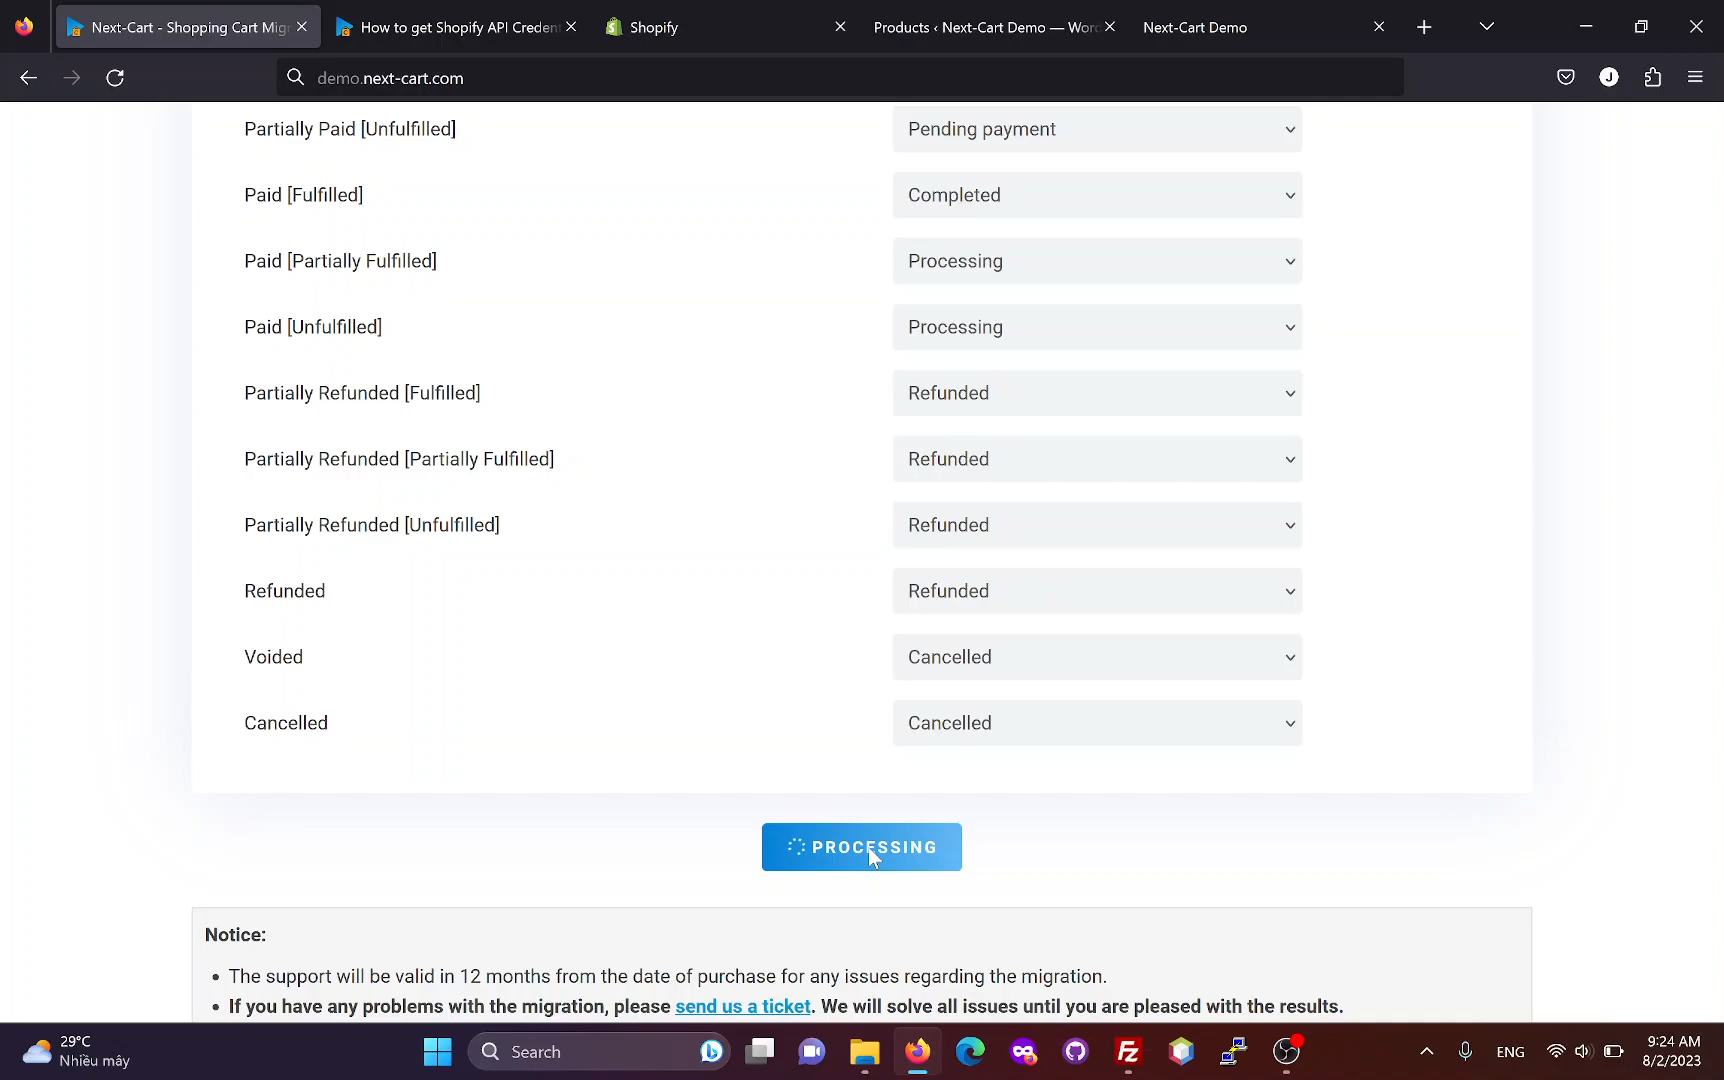 Next-Cart - Shopping Cart Migr
How to get Shopify API Creden
Shopify
Products ‹ Next-Cart Demo — Wor
Next-Cart Demo
demo.next-cart.com
J
Partially Paid [Unfulfilled]
Pending payment
Paid [Fulfilled]
Completed
Paid [Partially Fulfilled]
Processing
Paid [Unfulfilled]
Processing
Partially Refunded [Fulfilled]
Refunded
Partially Refunded [Partially Fulfilled]
Refunded
Partially Refunded [Unfulfilled]
Refunded
Refunded
Refunded
Voided
Cancelled
Cancelled
Cancelled
PROCESSING
Notice:
• The support will be valid in 12 months from the date of purchase for any issues regarding the migration.
• If you have any problems with the migration, please send us a ticket. We will solve all issues until you are pleased with the results.
29°C
Nhiều mây
Search
Fz
ENG
9:24 AM
8/2/2023